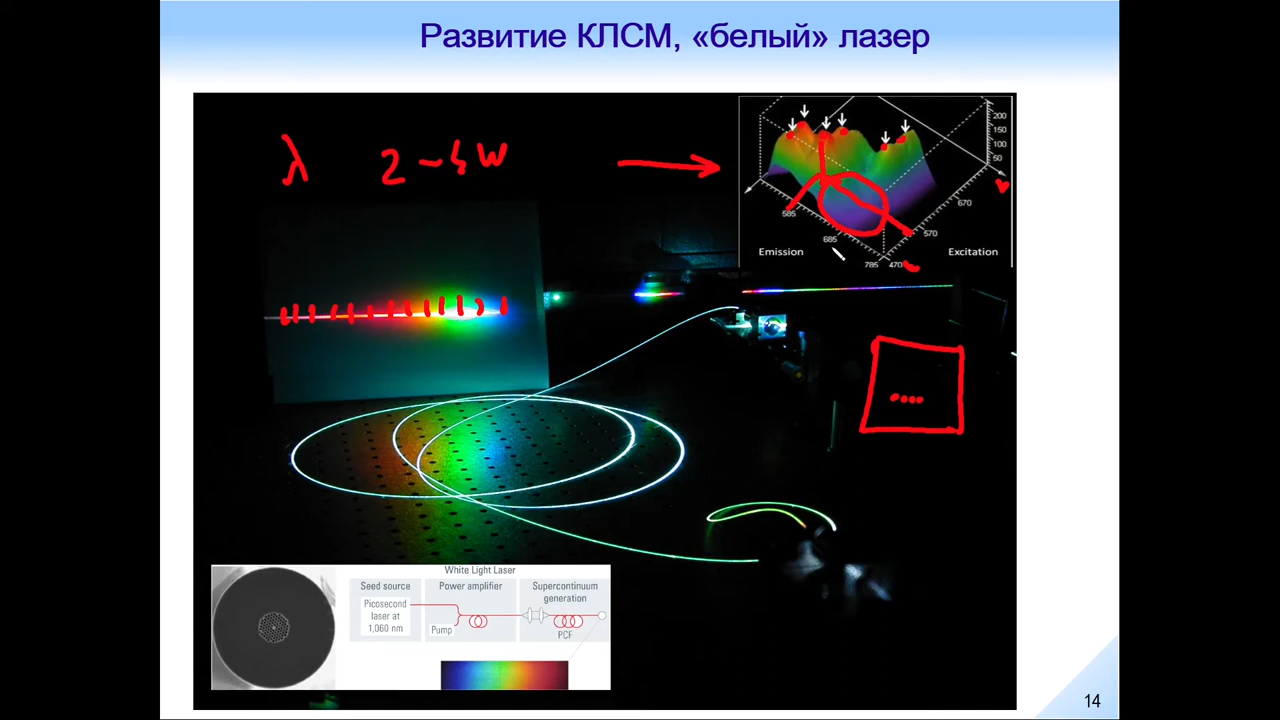 Развитие КЛСМ, «белый» лазер
λ 2 ~ W
200
150
100
50
585
685
785
470
570
670
Emission
Excitation
White Light Laser
Seed source
Power amplifier
Supercontinuum
generation
Picosecond
laser at
1,060 nm
Pump
PCF
14